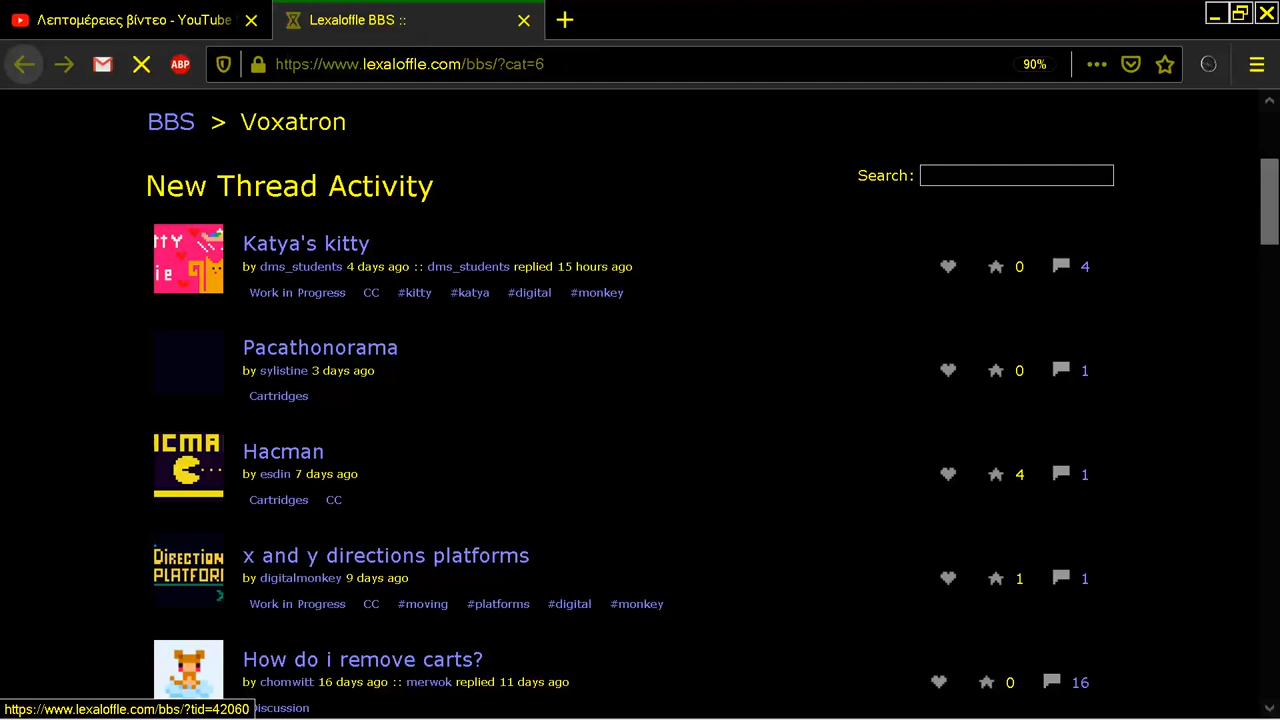 Λεπτομέρειες βίντεο - YouTube
Lexaloffle BBS ::
ABP
https://www.lexaloffle.com/bbs/?cat=6
90%
BBS > Voxatron
New Thread Activity
Search:
Katya's kitty
by dms_students 4 days ago :: dms_students replied 15 hours ago
0 4
Work in Progress CC #kitty #katya #digital #monkey
Pacathonorama
by sylistine 3 days ago
0 1
Cartridges
ICMA
Hacman
by esdin 7 days ago
4 1
Cartridges CC
DIRECTION
PLATFOR
x and y directions platforms
by digitalmonkey 9 days ago
1 1
Work in Progress CC #moving #platforms #digital #monkey
How do i remove carts?
by chomwitt 16 days ago :: merwok replied 11 days ago
0 16
Discussion
https://www.lexaloffle.com/bbs/?tid=42060